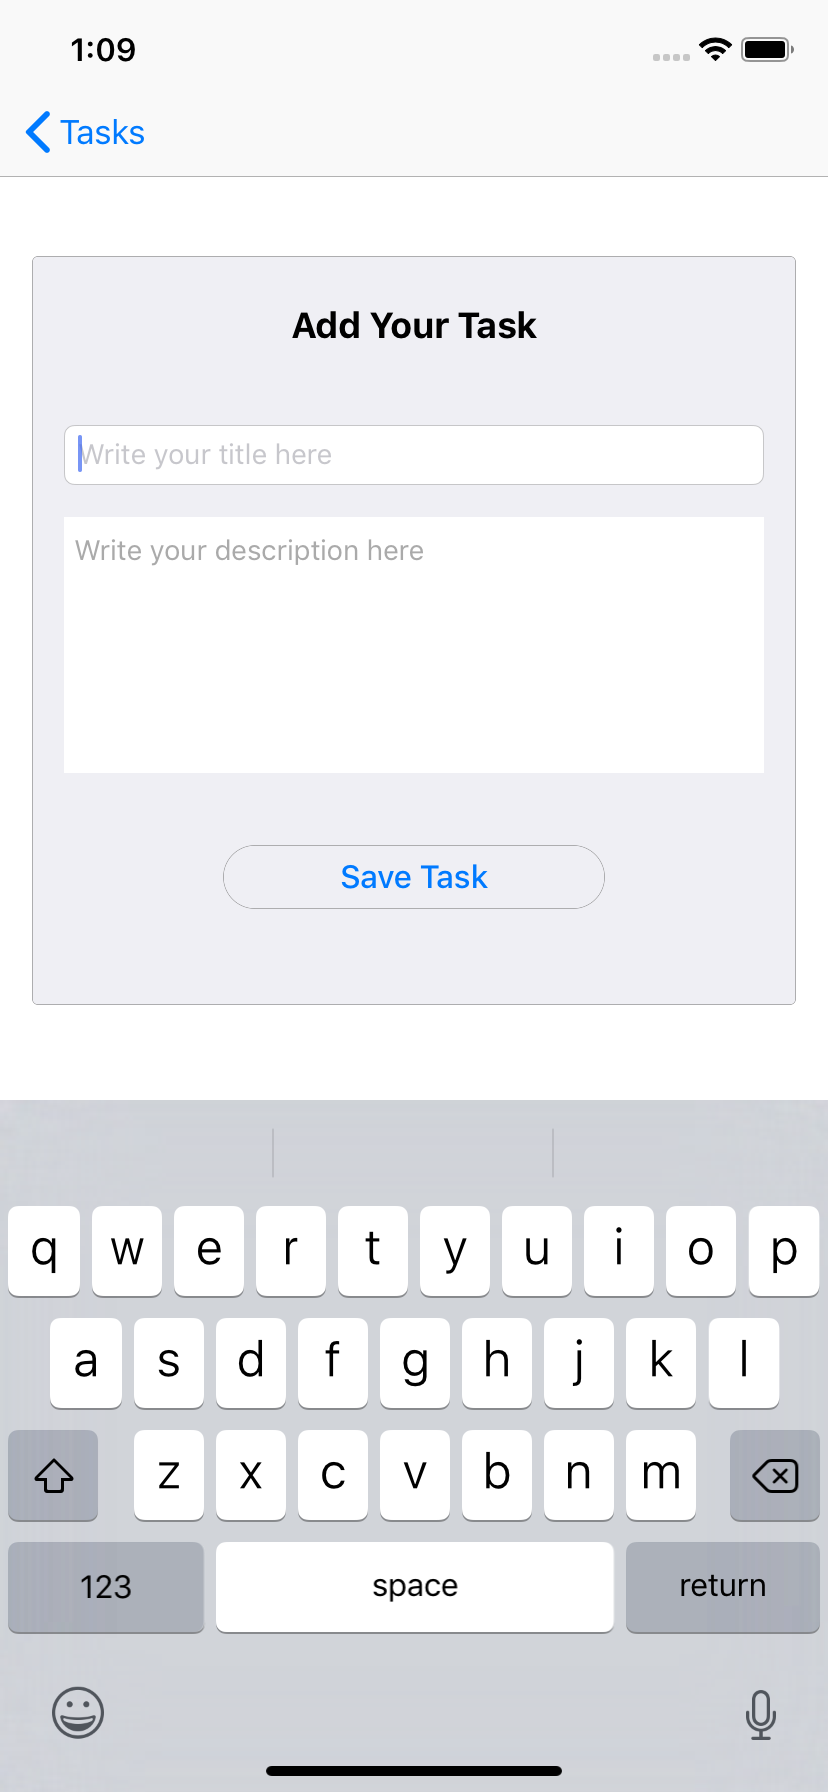 1:09
Tasks
Add Your Task
Write your title here
Write your description here
Save Task
q w e r t y u i o p
a s d f g h j k l
z x c v b n m
123 space return